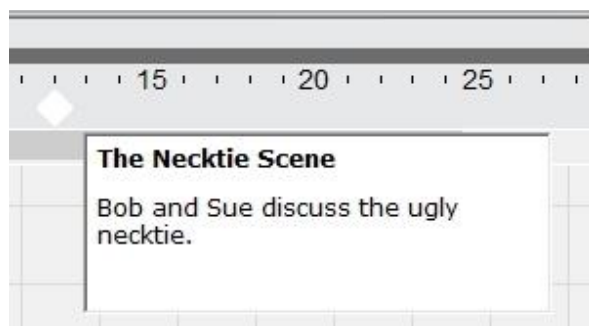 15 20 25
The Necktie Scene
Bob and Sue discuss the ugly
necktie.